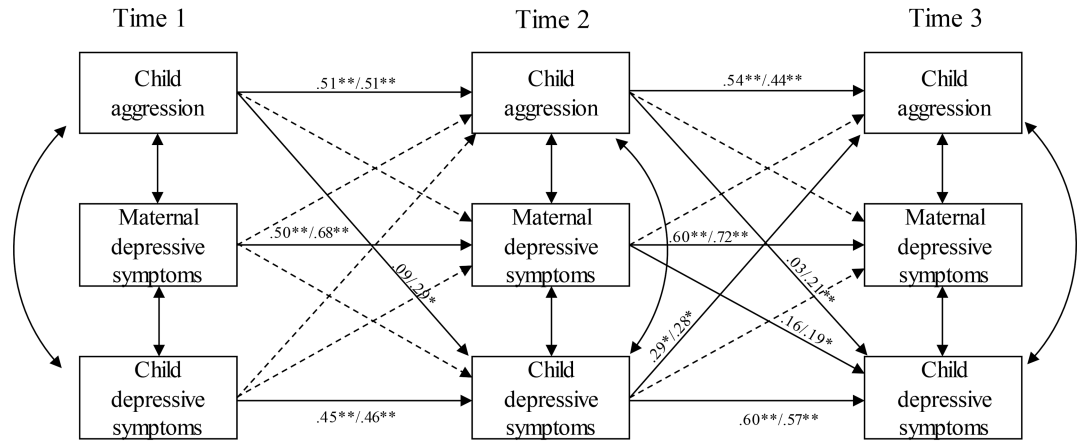 Time 1
Time 2
Time 3
Child
aggression
.51**/.51**
Child
aggression
.54**/.44**
Child
aggression
Maternal
depressive
symptoms
.50**/.68**
Maternal
depressive
symptoms
.60**/.72**
Maternal
depressive
symptoms
.09/.29*
.03/.21**
.29*/.28*
.16/.19*
Child
depressive
symptoms
.45**/.46**
Child
depressive
symptoms
.60**/.57**
Child
depressive
symptoms